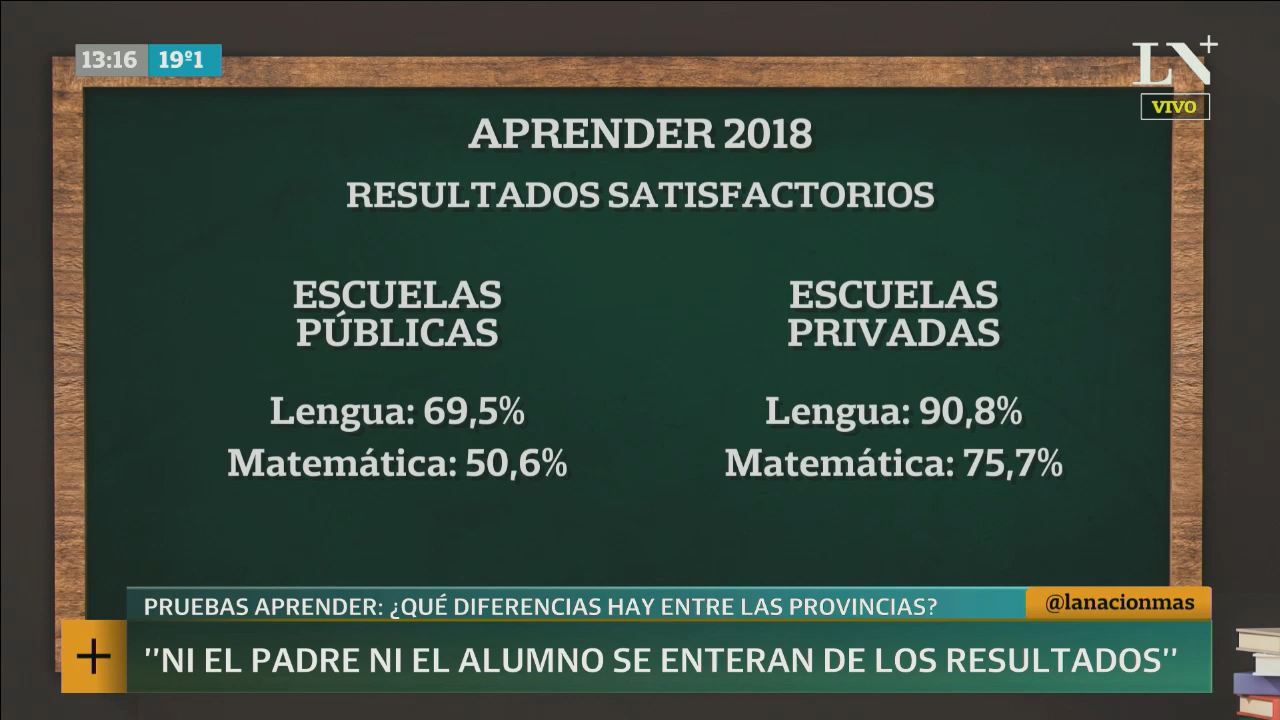 13:16 19º1
LN+
VIVO
APRENDER 2018
RESULTADOS SATISFACTORIOS
ESCUELAS
PÚBLICAS
Lengua: 69,5%
Matemática: 50,6%
ESCUELAS
PRIVADAS
Lengua: 90,8%
Matemática: 75,7%
PRUEBAS APRENDER: ¿QUÉ DIFERENCIAS HAY ENTRE LAS PROVINCIAS?
@lanacionmas
+ "NI EL PADRE NI EL ALUMNO SE ENTERAN DE LOS RESULTADOS"